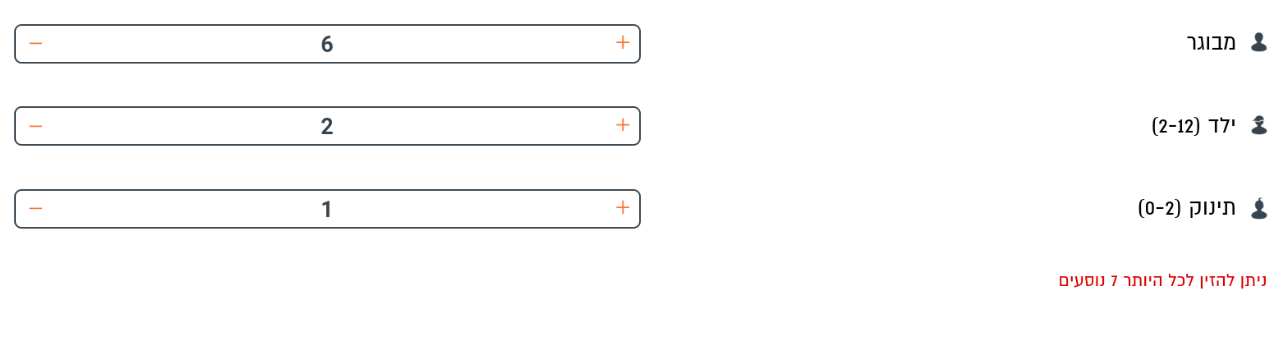 מבוגר + 6 −
ילד (2-12) + 2 −
תינוק (0-2) + 1 −
ניתן להזין לכל היותר 7 נוסעים